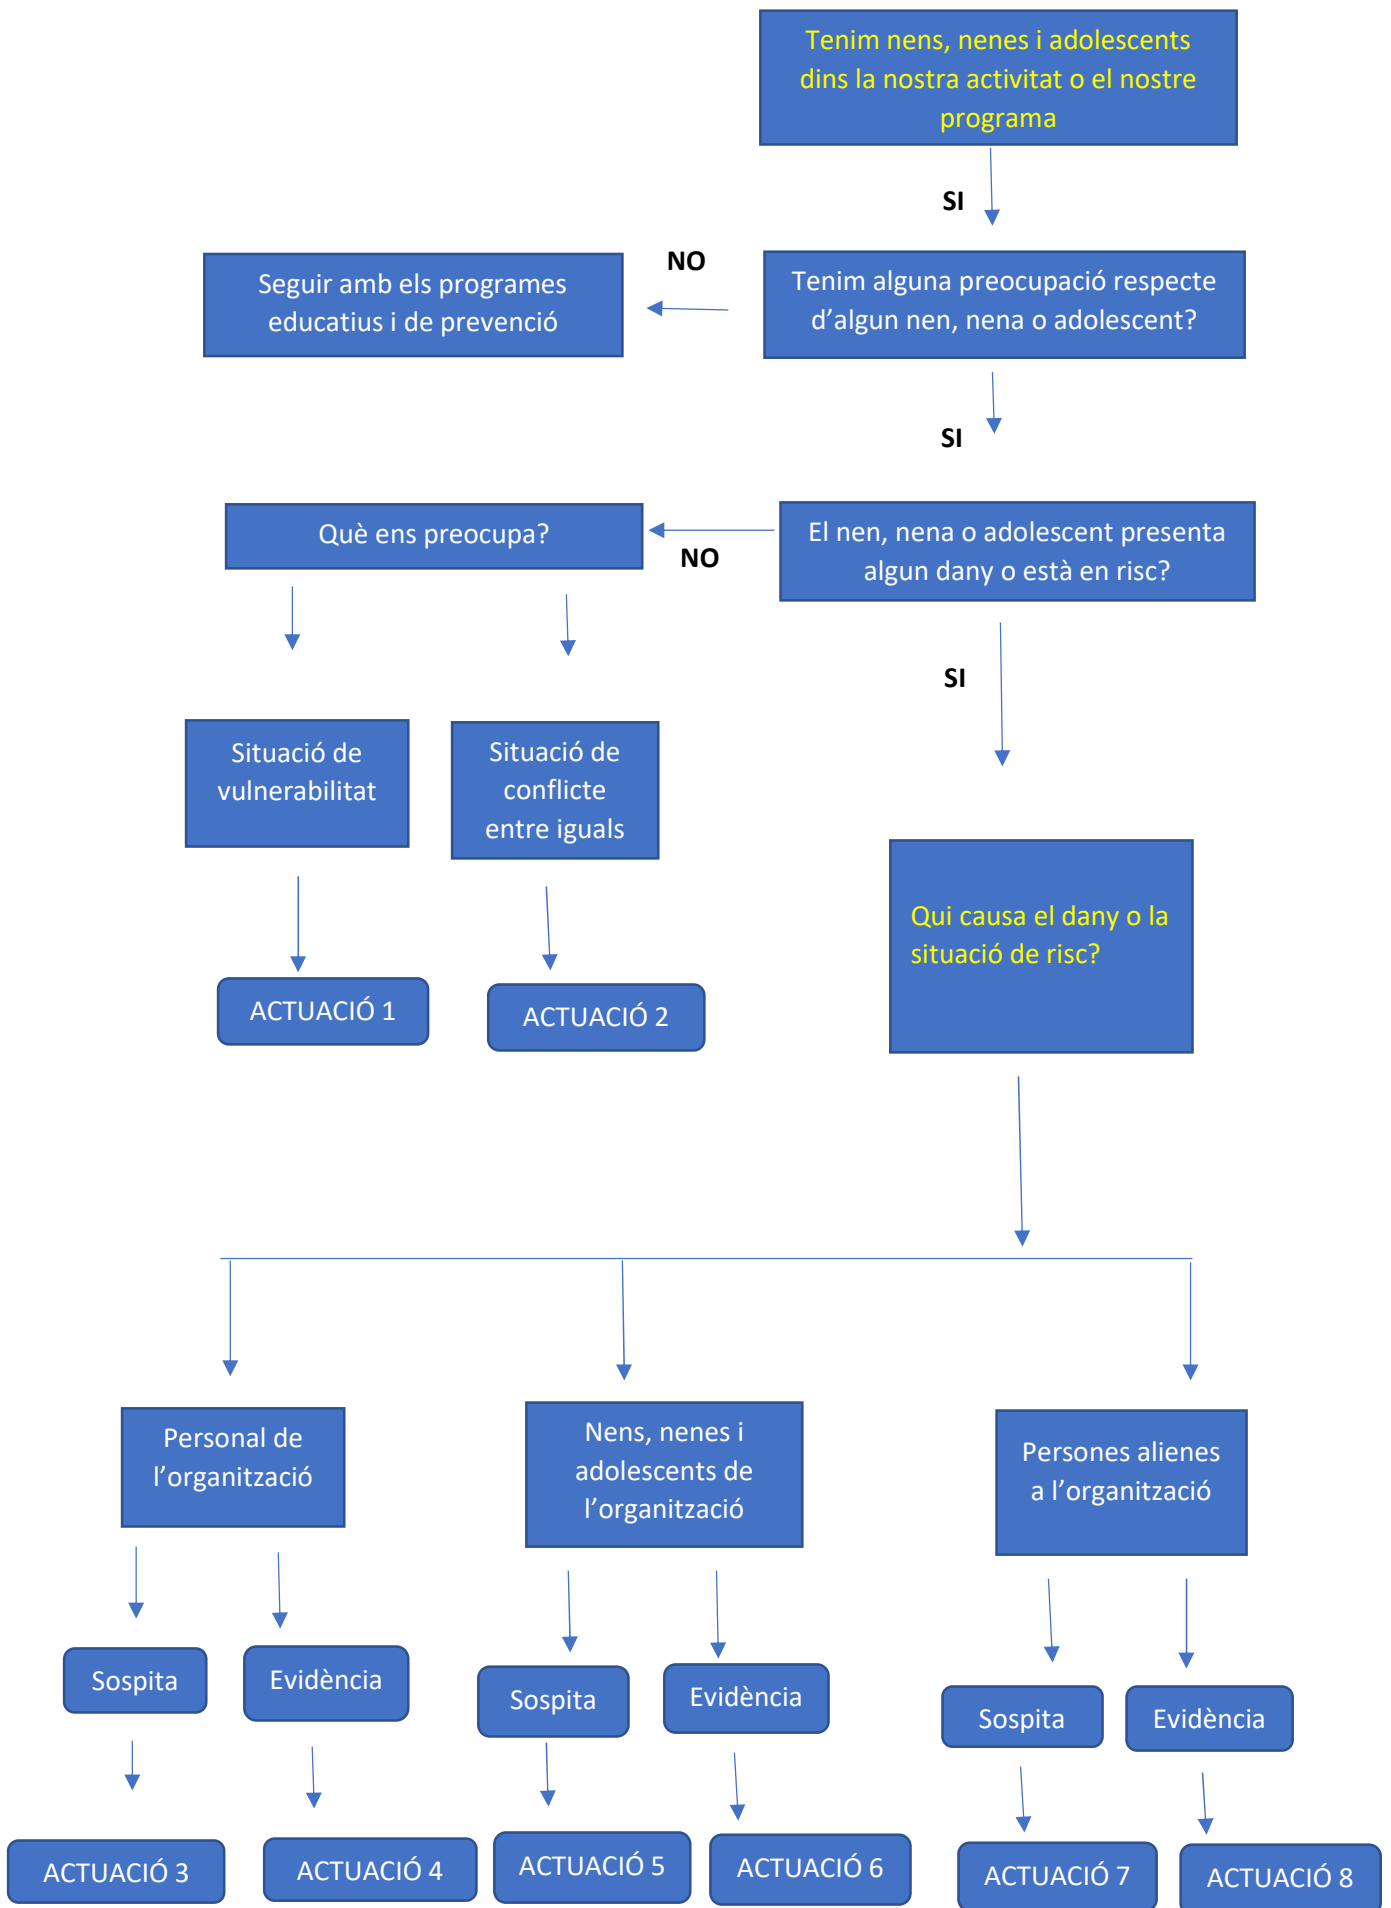 Tenim nens, nenes i adolescents
dins la nostra activitat o el nostre
programa
SI
NO
Seguir amb els programes
educatius i de prevenció
Tenim alguna preocupació respecte
d’algun nen, nena o adolescent?
SI
Què ens preocupa?
NO
El nen, nena o adolescent presenta
algun dany o està en risc?
SI
Situació de
vulnerabilitat
Situació de
conflicte
entre iguals
Qui causa el dany o la
situació de risc?
ACTUACIÓ 1
ACTUACIÓ 2
Personal de
l’organització
Nens, nenes i
adolescents de
l’organització
Persones alienes
a l’organització
Sospita
Evidència
Sospita
Evidència
Sospita
Evidència
ACTUACIÓ 3
ACTUACIÓ 4
ACTUACIÓ 5
ACTUACIÓ 6
ACTUACIÓ 7
ACTUACIÓ 8